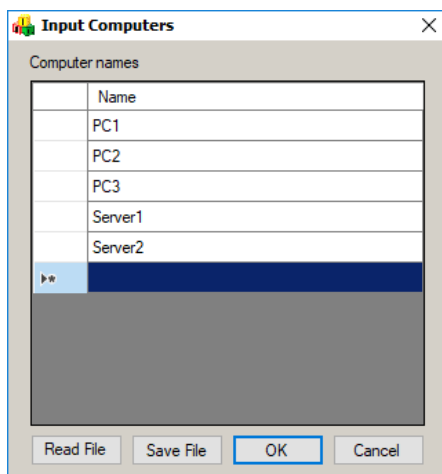 Input Computers
Computer names
Name
PC1
PC2
PC3
Server1
Server2
Read File Save File OK Cancel